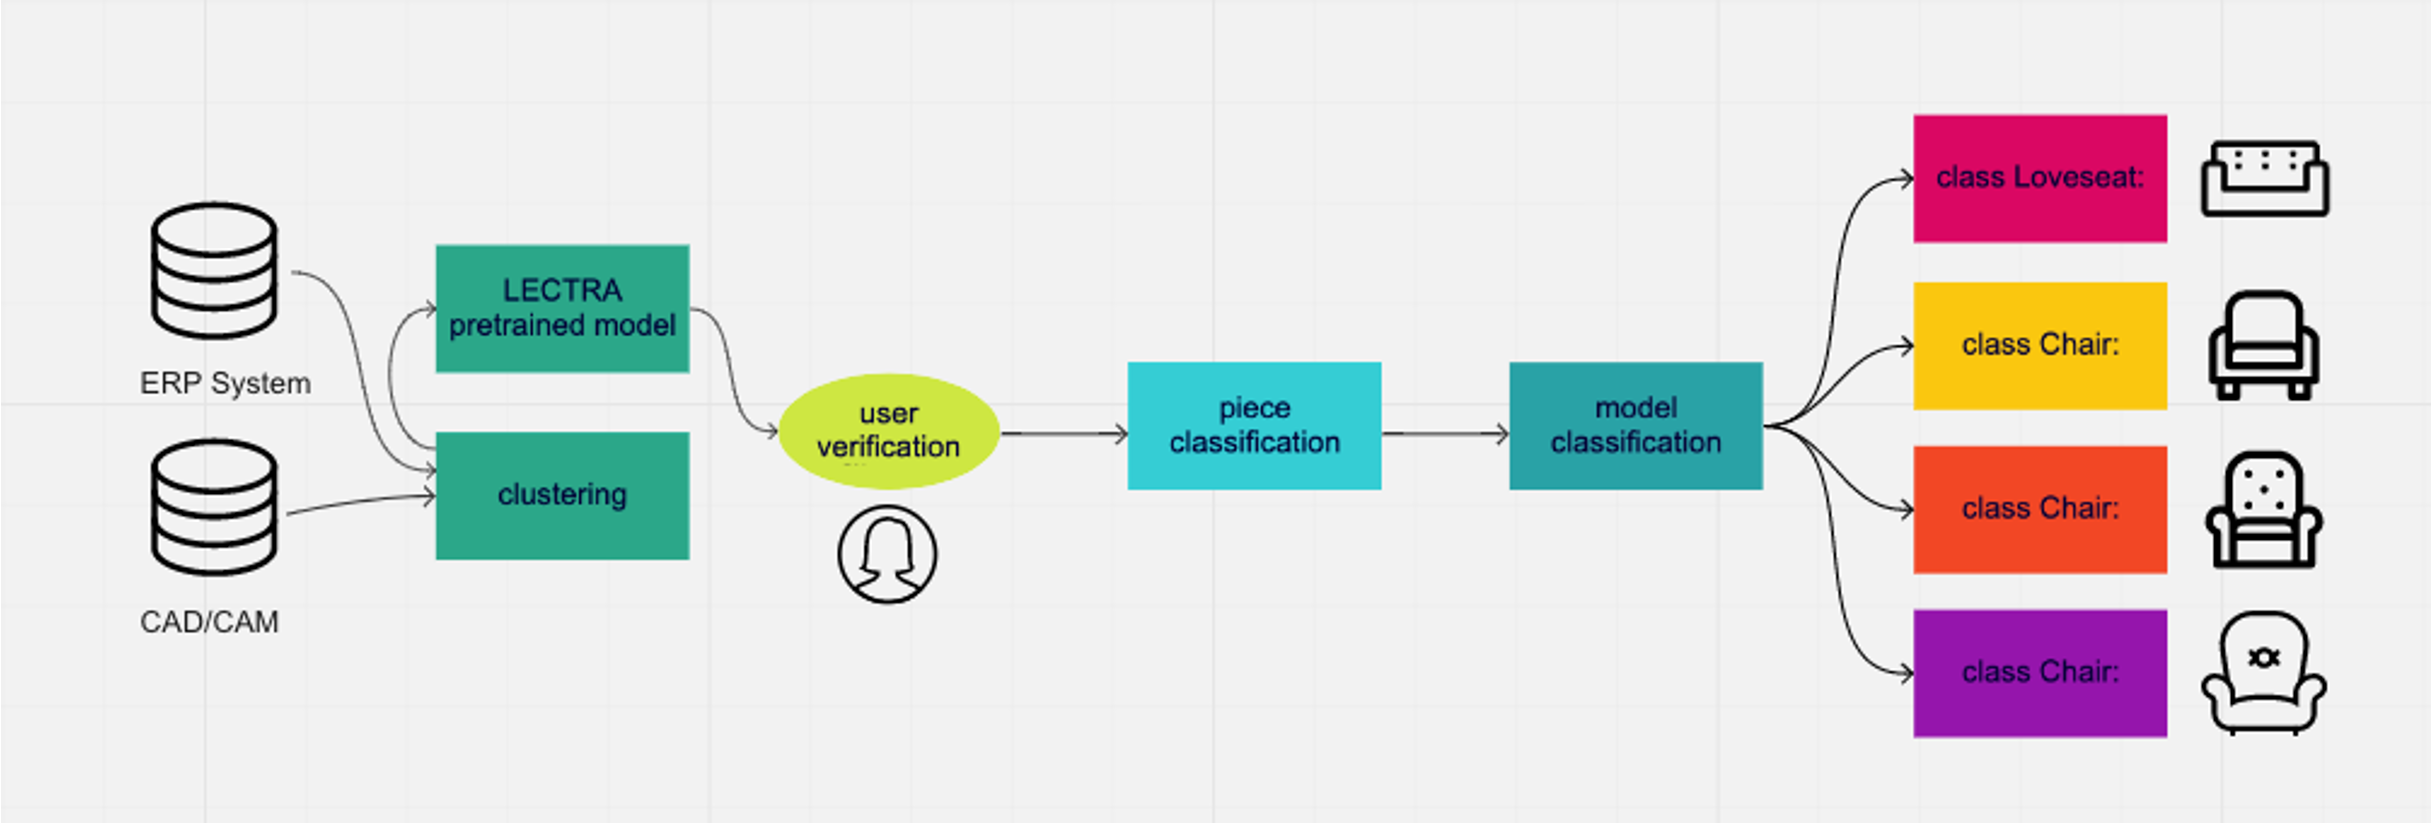 ERP System
CAD/CAM
LECTRA
pretrained model
clustering
user
verification
piece
classification
model
classification
class Loveseat:
class Chair:
class Chair:
class Chair: